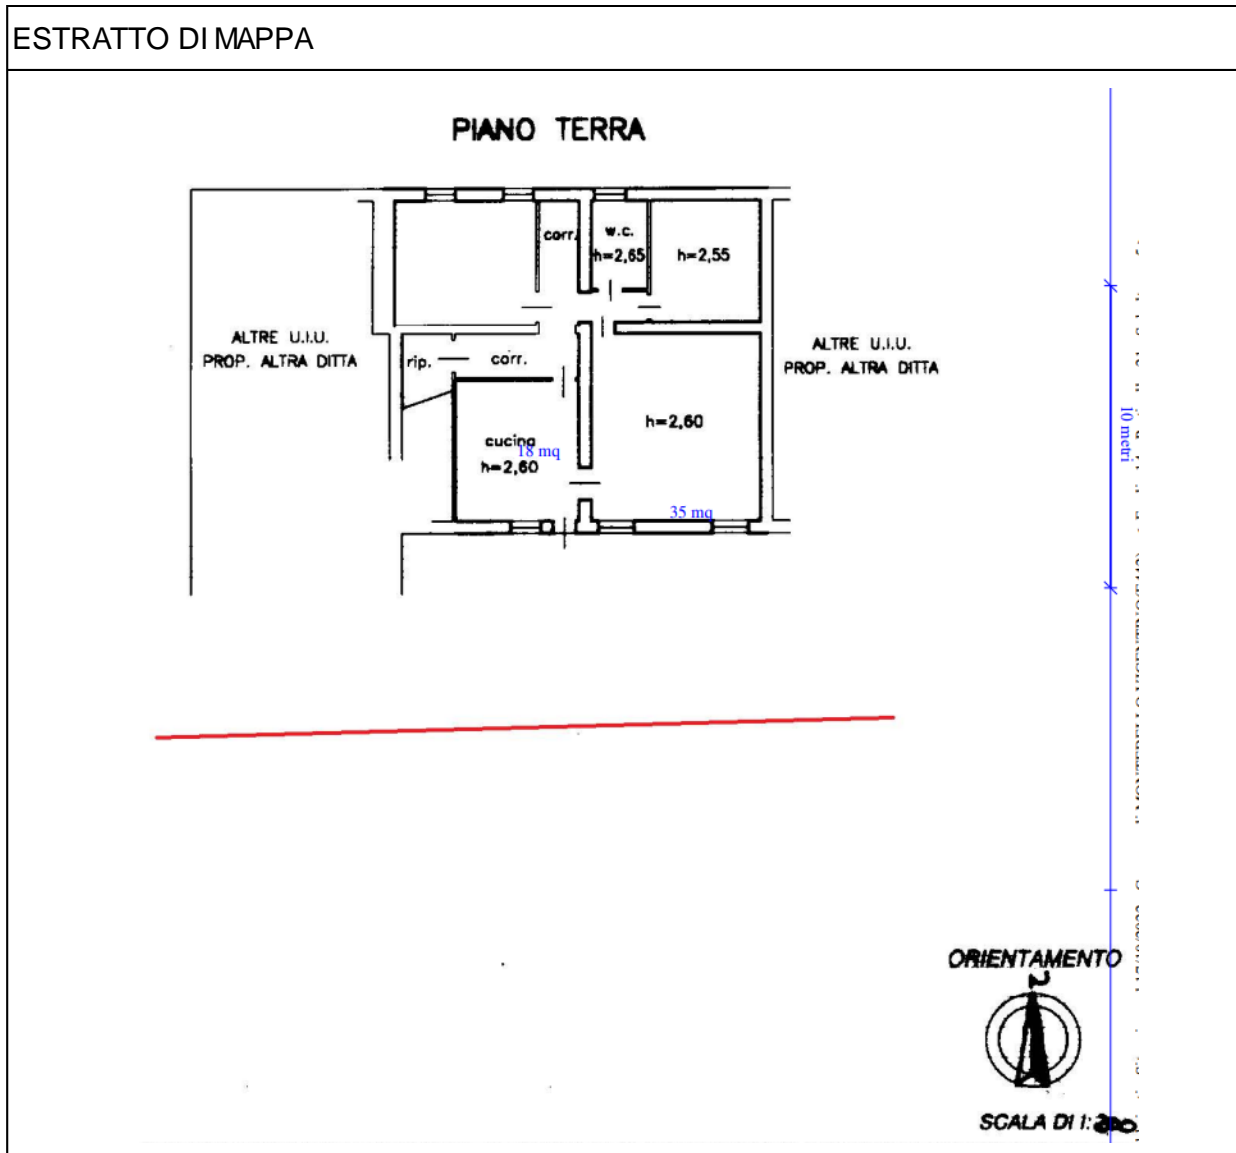 ESTRATTO DI MAPPA
PIANO TERRA
corr.
w.c.
h=2,65
h=2,55
ALTRE U.I.U.
PROP. ALTRA DITTA
rip.
corr.
ALTRE U.I.U.
PROP. ALTRA DITTA
h=2,60
cucina
18 mq
h=2,60
35 mq
10 metri
ORIENTAMENTO
SCALA DI 1:200